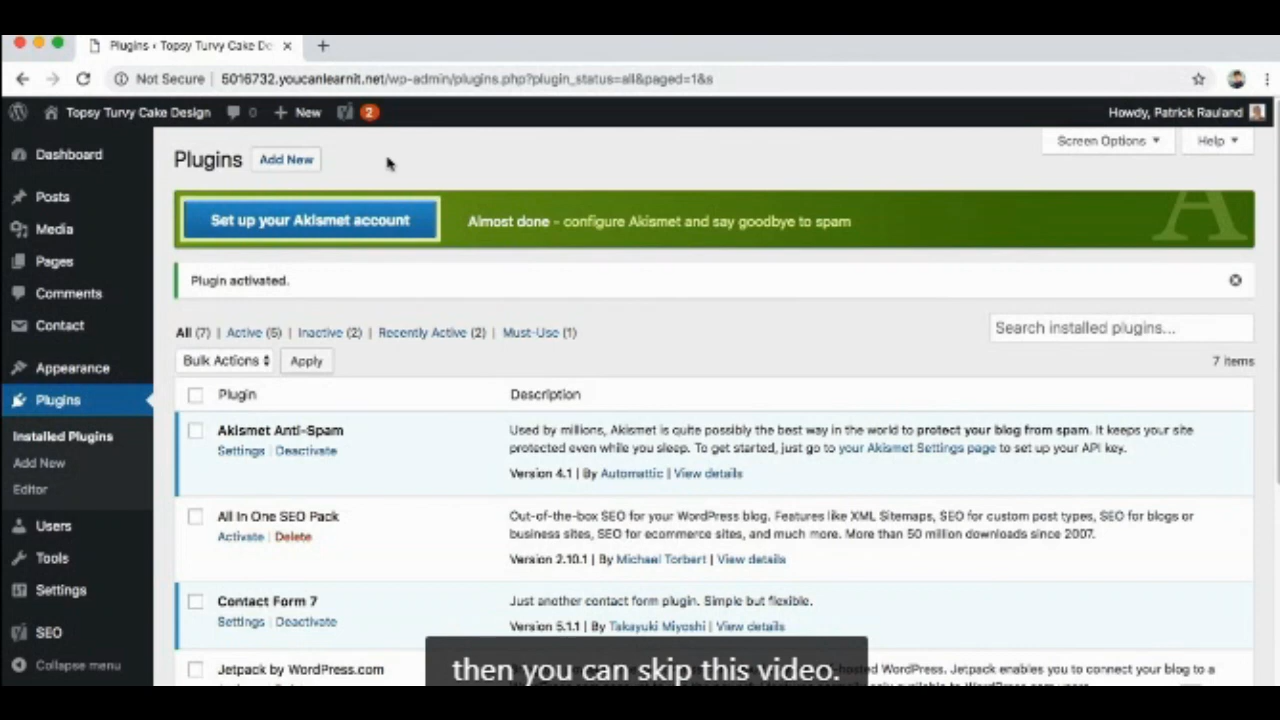 Plugins ‹ Topsy Turvy Cake De
Not Secure | 5016732.youcanlearnit.net/wp-admin/plugins.php?plugin_status=all&paged=1&s
Topsy Turvy Cake Design 0 + New 2 Howdy, Patrick Rauland
Screen Options Help
Dashboard
Posts
Media
Pages
Comments
Contact
Appearance
Plugins
Installed Plugins
Add New
Editor
Users
Tools
Settings
SEO
Collapse menu
Plugins Add New
Set up your Akismet account Almost done – configure Akismet and say goodbye to spam
A
Plugin activated.
All (7) | Active (5) | Inactive (2) | Recently Active (2) | Must-Use (1)
Search installed plugins...
Bulk Actions Apply 7 items
Plugin Description
Akismet Anti-Spam
Settings | Deactivate
Used by millions, Akismet is quite possibly the best way in the world to protect your blog from spam. It keeps your site
protected even while you sleep. To get started, just go to your Akismet Settings page to set up your API key.
Version 4.1 | By Automattic | View details
All In One SEO Pack
Activate | Delete
Out-of-the-box SEO for your WordPress blog. Features like XML Sitemaps, SEO for custom post types, SEO for blogs or
business sites, SEO for ecommerce sites, and much more. More than 50 million downloads since 2007.
Version 2.10.1 | By Michael Torbert | View details
Contact Form 7
Settings | Deactivate
Just another contact form plugin. Simple but flexible.
Version 5.1.1 | By Takayuki Miyoshi | View details
Jetpack by WordPress.com
WordPress. Jetpack enables you to connect your blog to a
then you can skip this video.